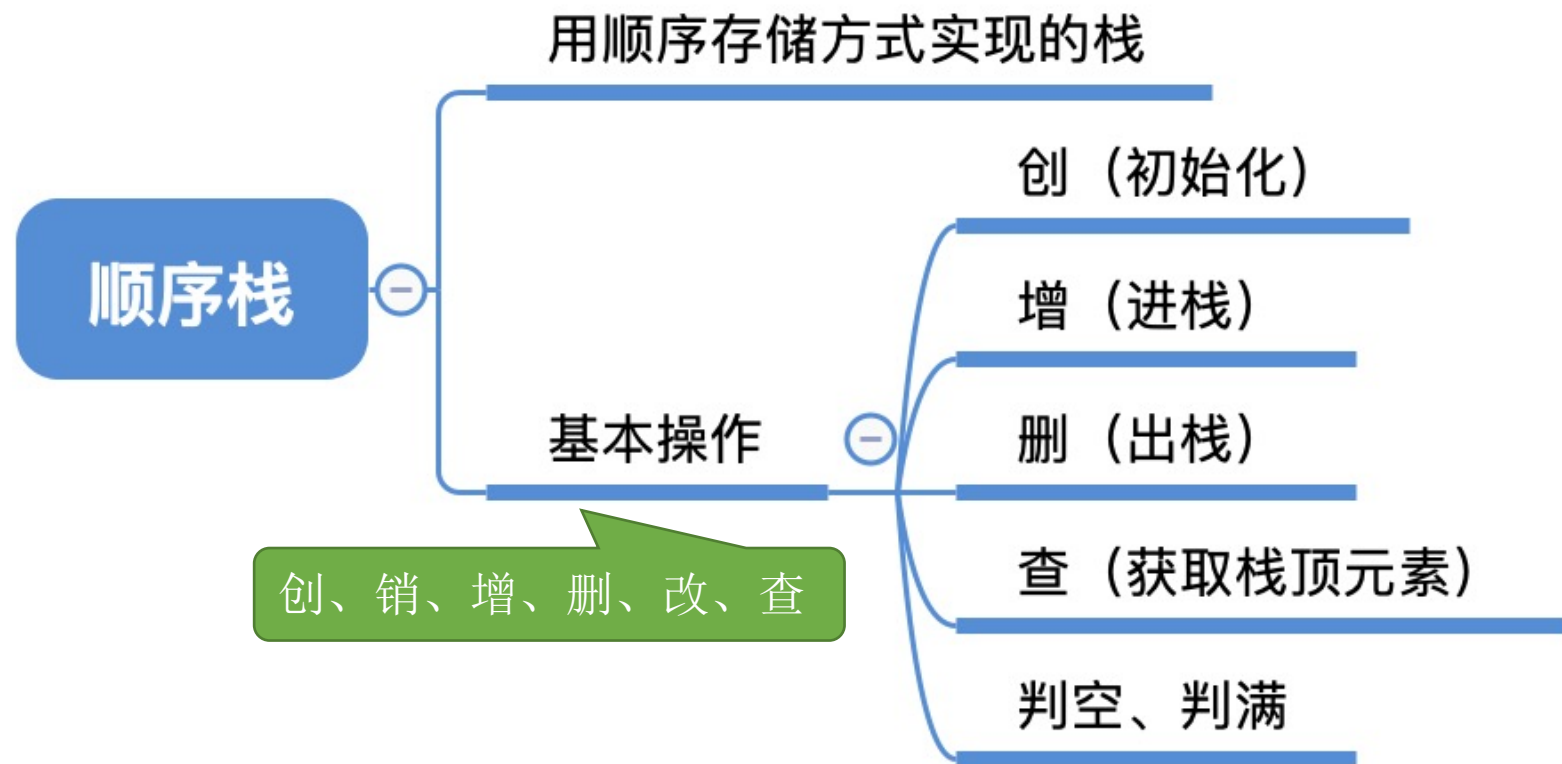 用顺序存储方式实现的栈
顺序栈
基本操作
创（初始化）
增（进栈）
删（出栈）
查（获取栈顶元素）
判空、判满
创、销、增、删、改、查